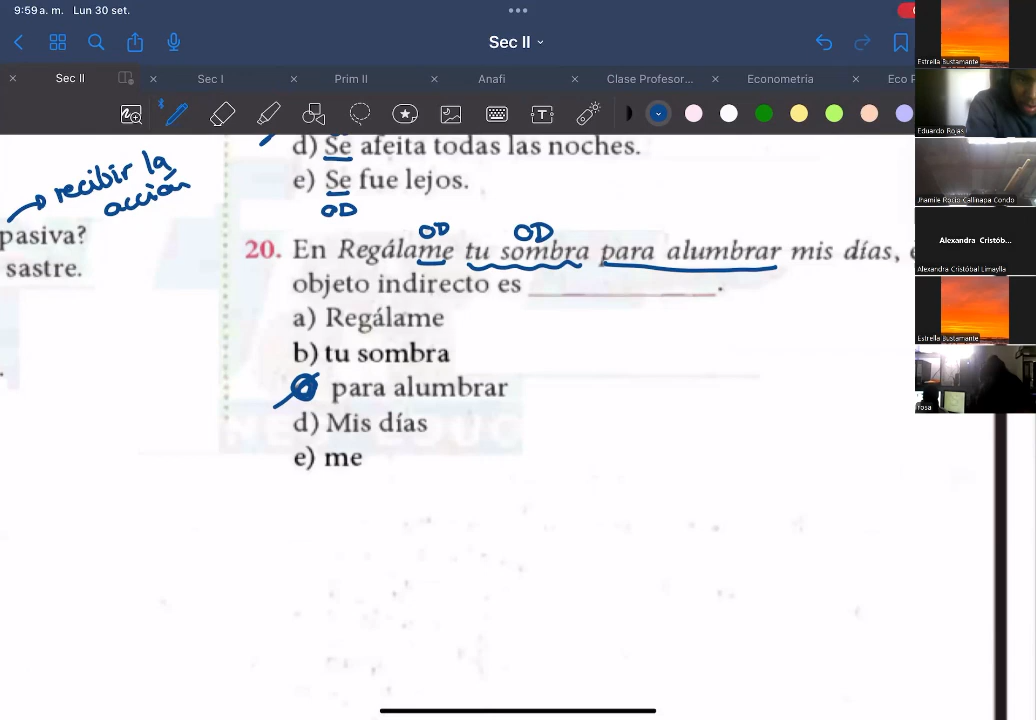 9:59 a. m. Lun 30 set.
Sec II
Sec II
Sec I
Prim II
Anafi
Clase Profesor...
Econometría
Eco
recibir la
acción
pasiva?
sastre.
d) Se afeita todas las noches.
e) Se fue lejos.
OD
OD OD
20. En Regálame tu sombra para alumbrar mis días,
objeto indirecto es ____________.
a) Regálame
b) tu sombra
para alumbrar
d) Mis días
e) me
Estrella Bustamante
Eduardo Rojas
Jhamile Rocio Callinapa Condo
Alexandra Cristób...
Alexandra Cristóbal Limaylla
Estrella Bustamante
rosa